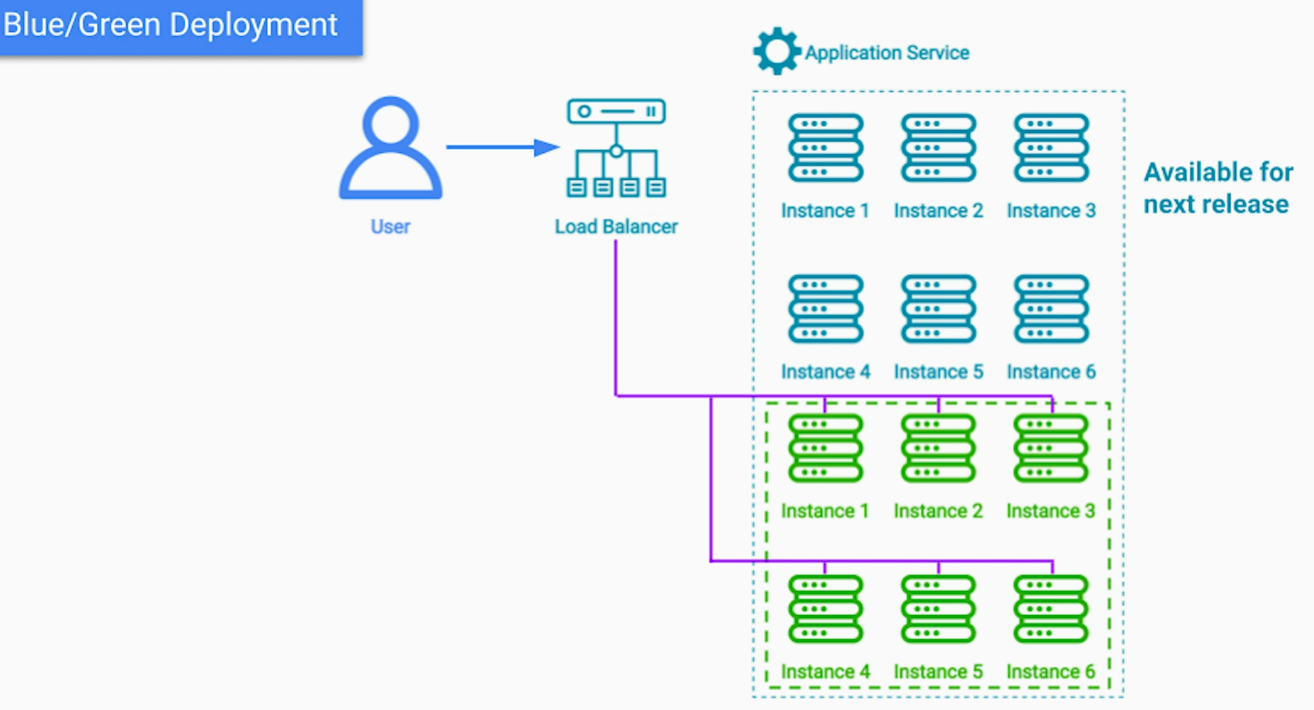 Blue/Green Deployment
Application Service
User
Load Balancer
Instance 1 Instance 2 Instance 3
Available for
next release
Instance 4 Instance 5 Instance 6
Instance 1 Instance 2 Instance 3
Instance 4 Instance 5 Instance 6